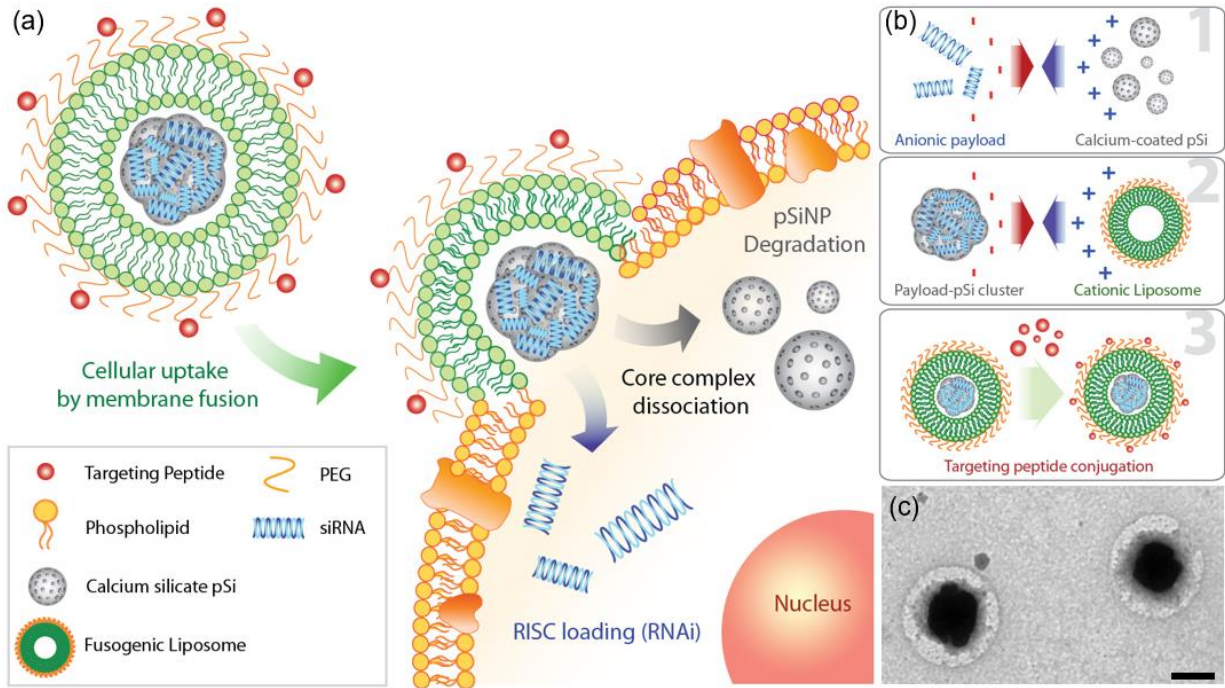 (a)
Cellular uptake
by membrane fusion
Targeting Peptide
PEG
Phospholipid
siRNA
Calcium silicate pSi
Fusogenic Liposome
pSiNP
Degradation
Core complex
dissociation
RISC loading (RNAi)
Nucleus
(b)
1
Anionic payload
Calcium-coated pSi
2
Payload-pSi cluster
Cationic Liposome
3
Targeting peptide conjugation
(c)